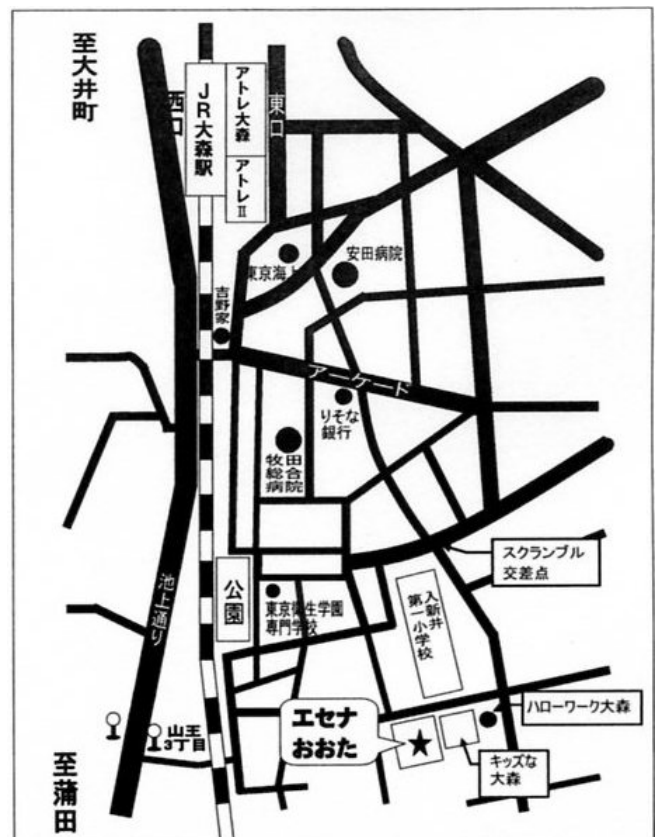 至大井町
西口
JR大森駅
アトレ大森
アトレⅡ
東口
東京海上
安田病院
吉野家
アーケード
りそな
銀行
牧田
総合
病院
スクランブル
交差点
公園
池上通り
東京衛生学園
専門学校
入新井
第一小学校
ハローワーク大森
エセナ
おおた
キッズな
大森
山王
3丁目
至蒲田